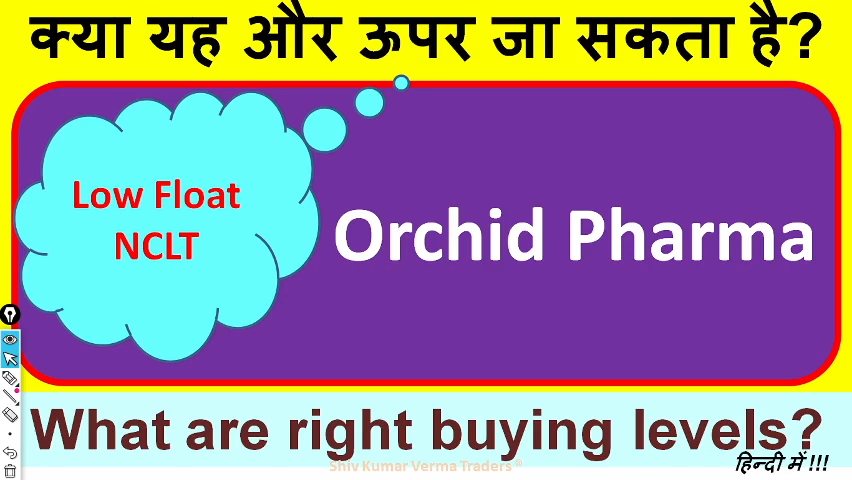 क्या यह और ऊपर जा सकता है?
Low Float
NCLT
Orchid Pharma
What are right buying levels?
हिन्दी में !!!
Shiv Kumar Verma Traders ®